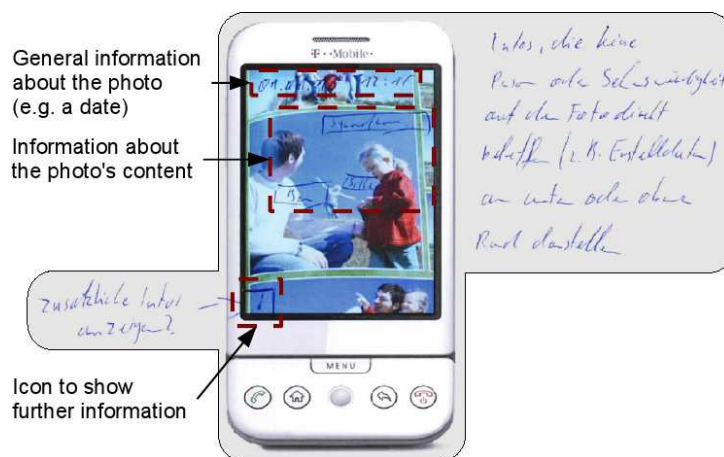 General information
about the photo
(e.g. a date)
Information about
the photo's content
Icon to show
further information
T··Mobile·
Ben
i
MENU
Infos, die keine
Person oder Sehenswürdigkeit
auf dem Foto direkt
betreffen (z.B. Erstelldatum)
am unten oder oberen
Rand darstellen
Zusätzliche Infos
anzeigen?